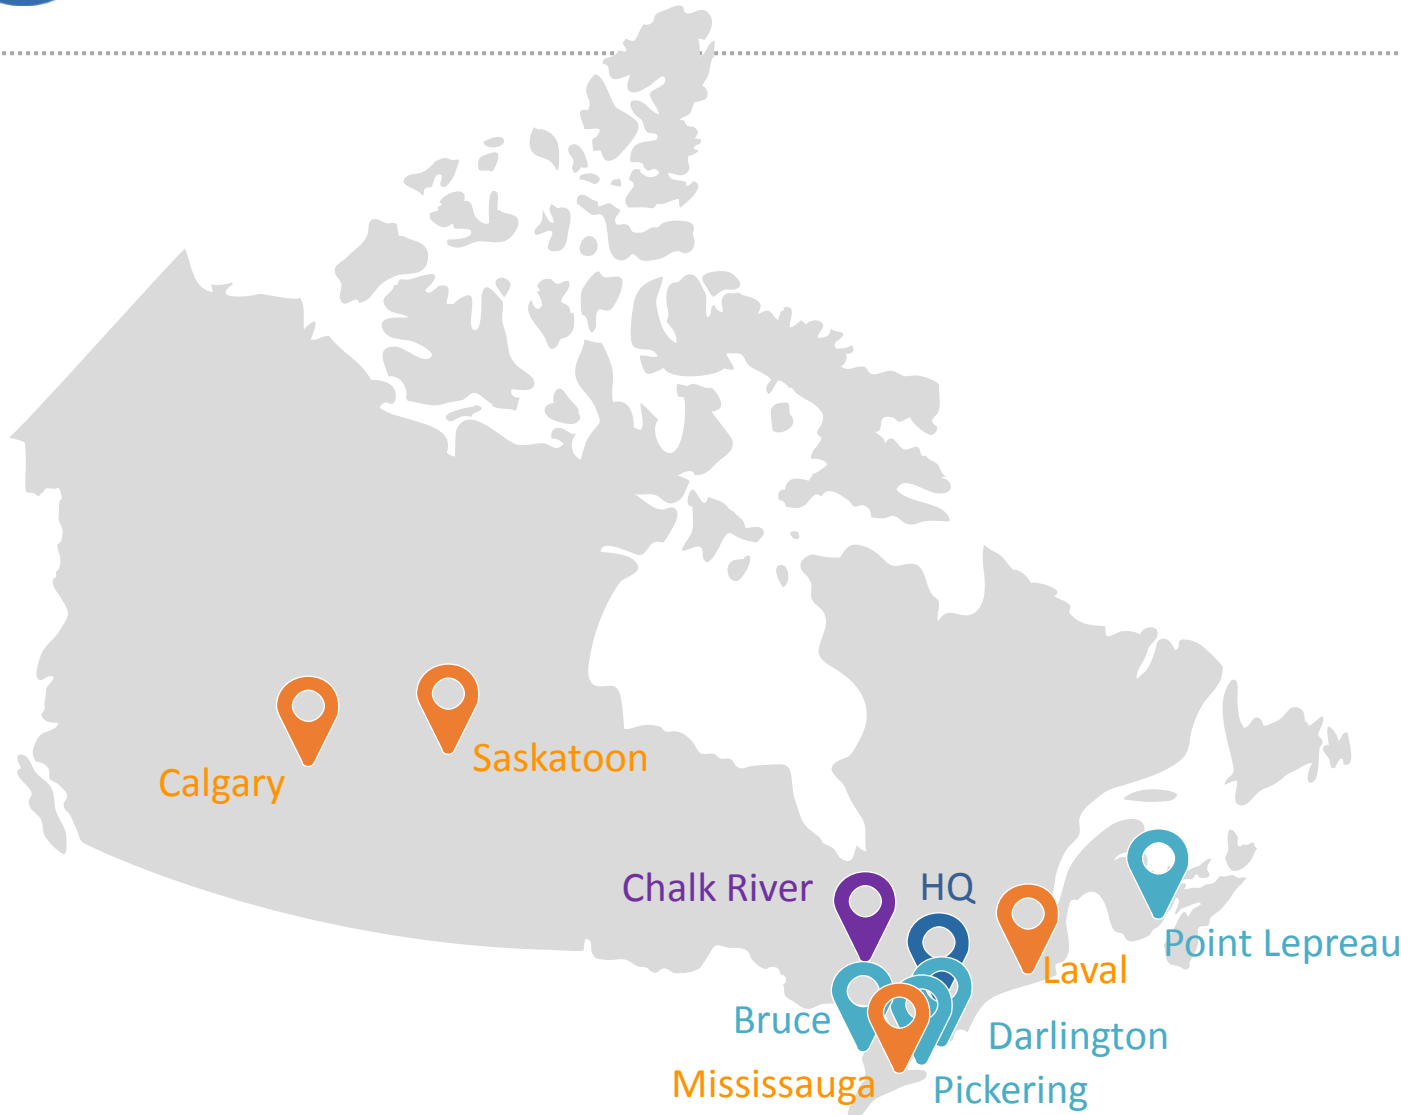 Saskatoon
Calgary
Chalk River
HQ
Point Lepreau
Laval
Bruce
Darlington
Mississauga
Pickering